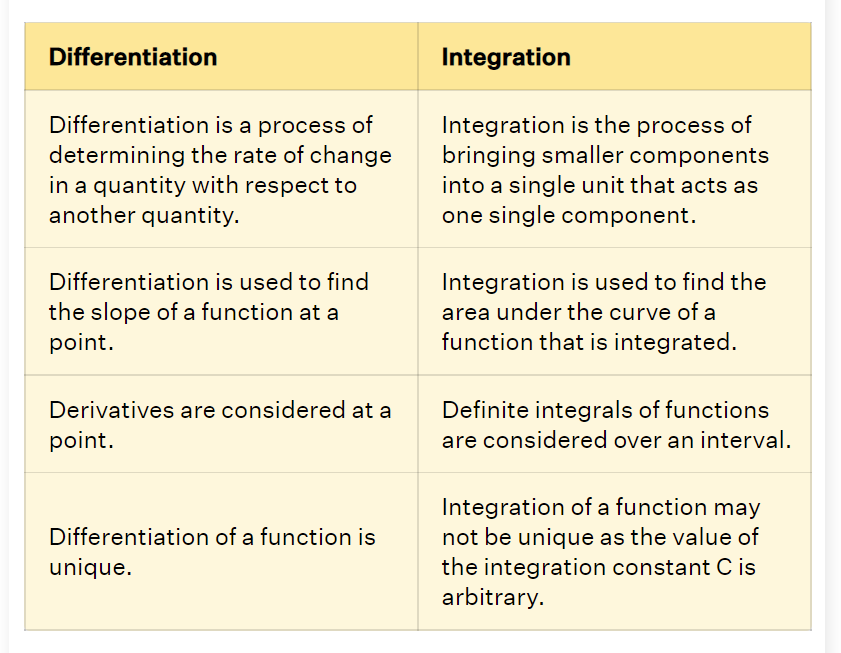 Differentiation
Integration
Differentiation is a process of
determining the rate of change
in a quantity with respect to
another quantity.
Integration is the process of
bringing smaller components
into a single unit that acts as
one single component.
Differentiation is used to find
the slope of a function at a
point.
Integration is used to find the
area under the curve of a
function that is integrated.
Derivatives are considered at a
point.
Definite integrals of functions
are considered over an interval.
Differentiation of a function is
unique.
Integration of a function may
not be unique as the value of
the integration constant C is
arbitrary.